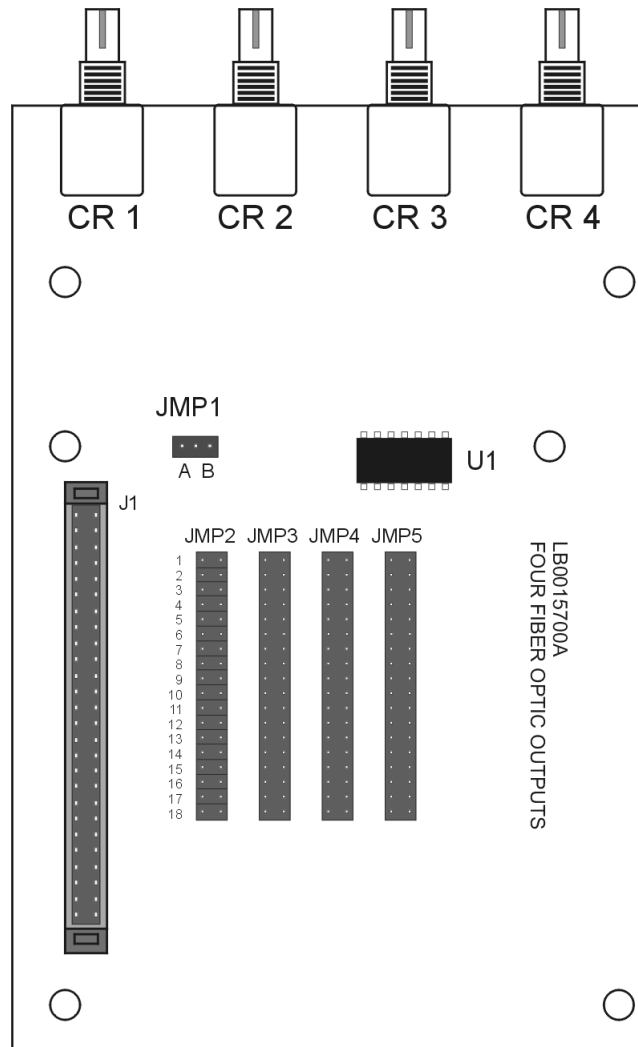 CR 1 CR 2 CR 3 CR 4
JMP1
A B
U1
J1
JMP2 JMP3 JMP4 JMP5
1
2
3
4
5
6
7
8
9
10
11
12
13
14
15
16
17
18
LB0015700A
FOUR FIBER OPTIC OUTPUTS